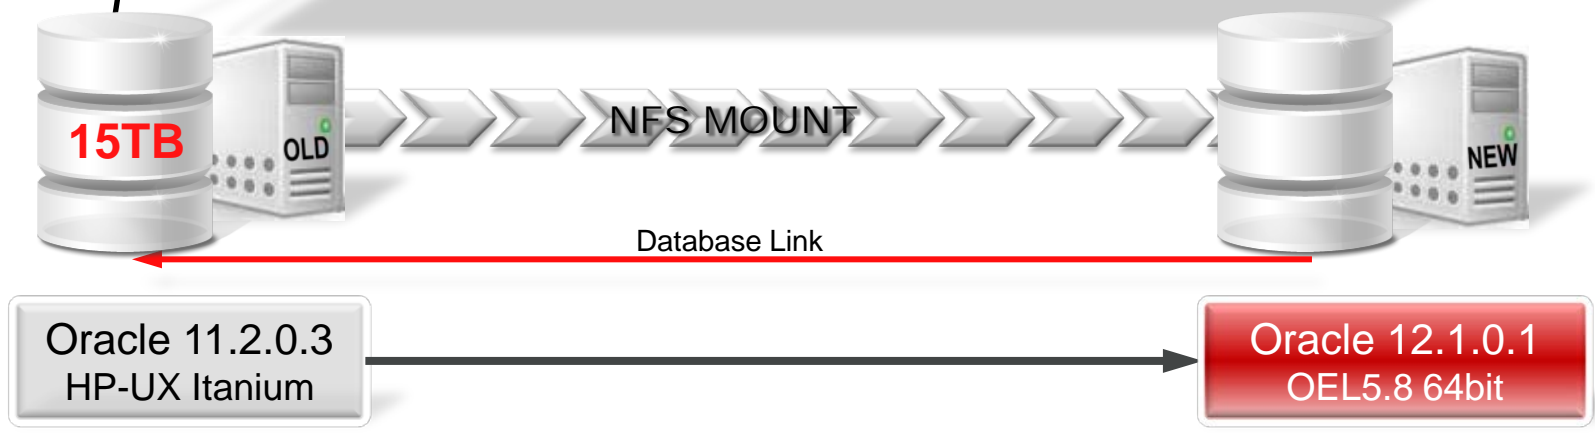 15TB
OLD
NFS MOUNT
NEW
Database Link
Oracle 11.2.0.3
HP-UX Itanium
Oracle 12.1.0.1
OEL5.8 64bit